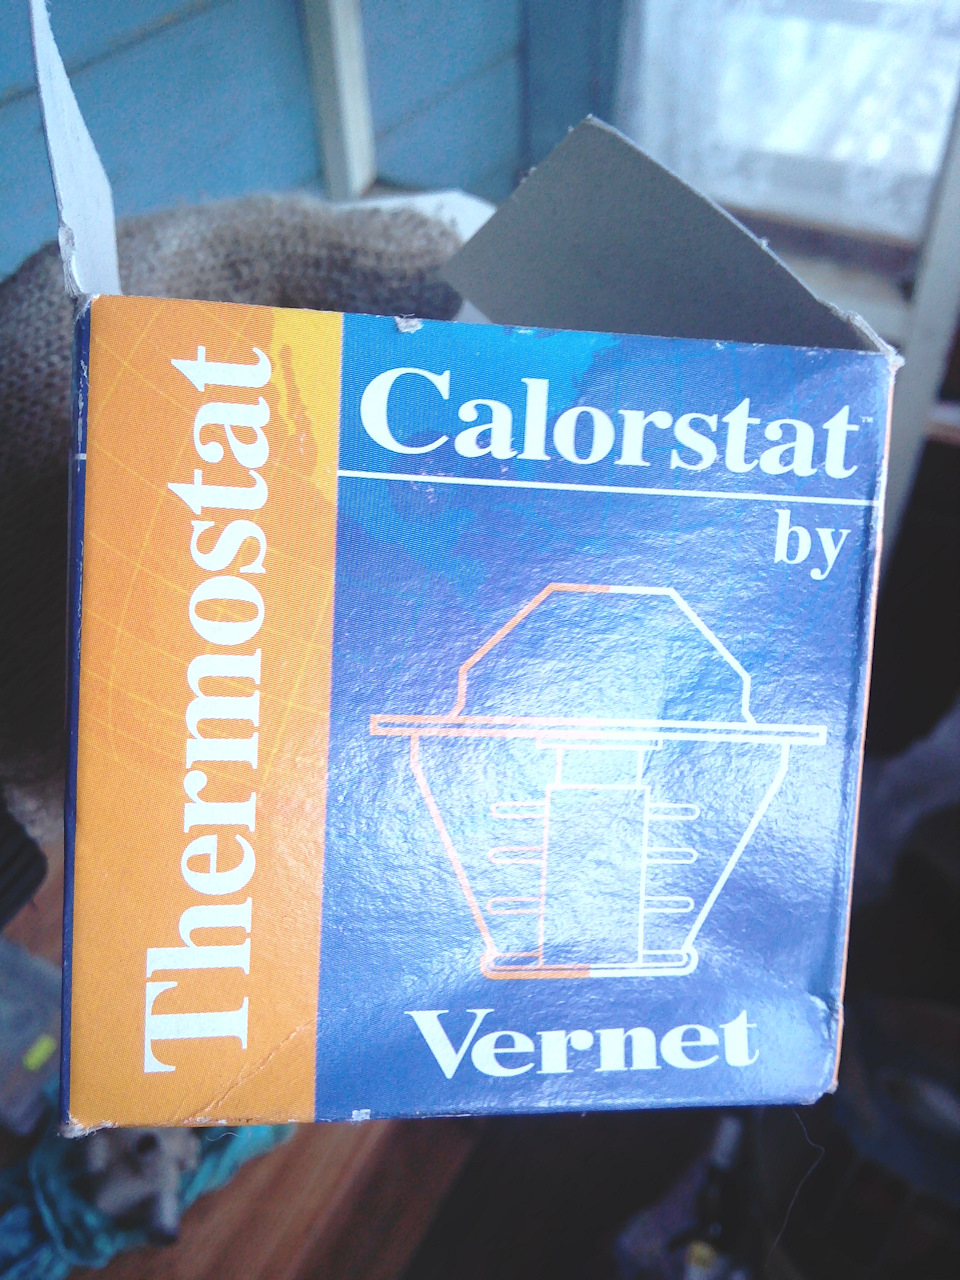 Thermostat
Calorstat™
by
Vernet